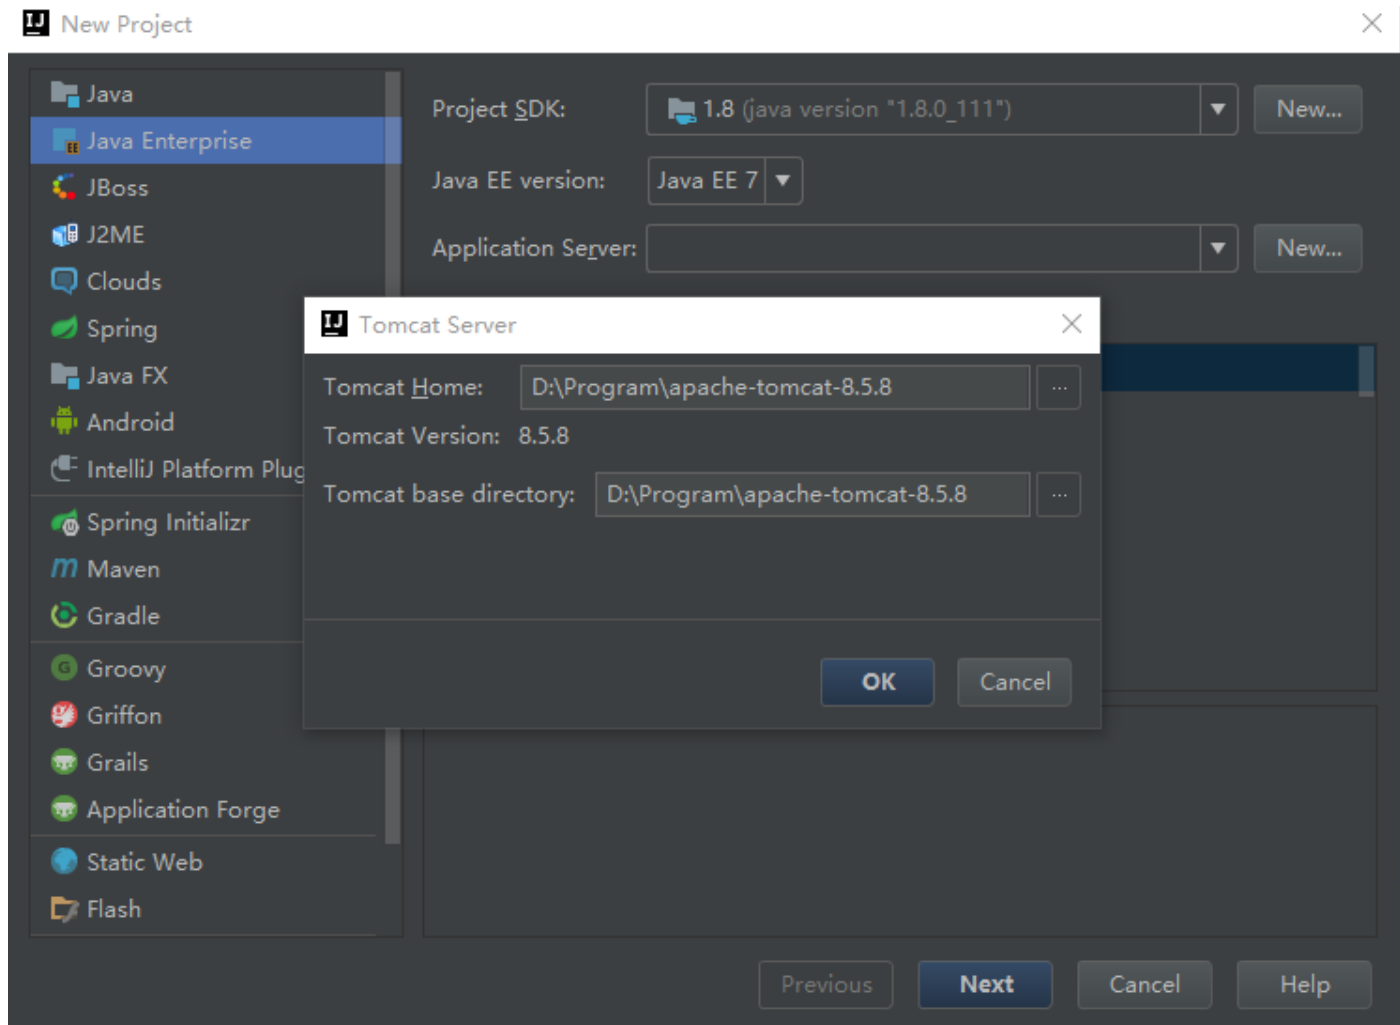 New Project
Java
Java Enterprise
JBoss
J2ME
Clouds
Spring
Java FX
Android
IntelliJ Platform Plug
Spring Initializr
Maven
Gradle
Groovy
Griffon
Grails
Application Forge
Static Web
Flash
Project SDK: 1.8 (java version "1.8.0_111") New...
Java EE version: Java EE 7
Application Server: New...
Tomcat Server
Tomcat Home: D:\Program\apache-tomcat-8.5.8 ...
Tomcat Version: 8.5.8
Tomcat base directory: D:\Program\apache-tomcat-8.5.8 ...
OK Cancel
Previous Next Cancel Help